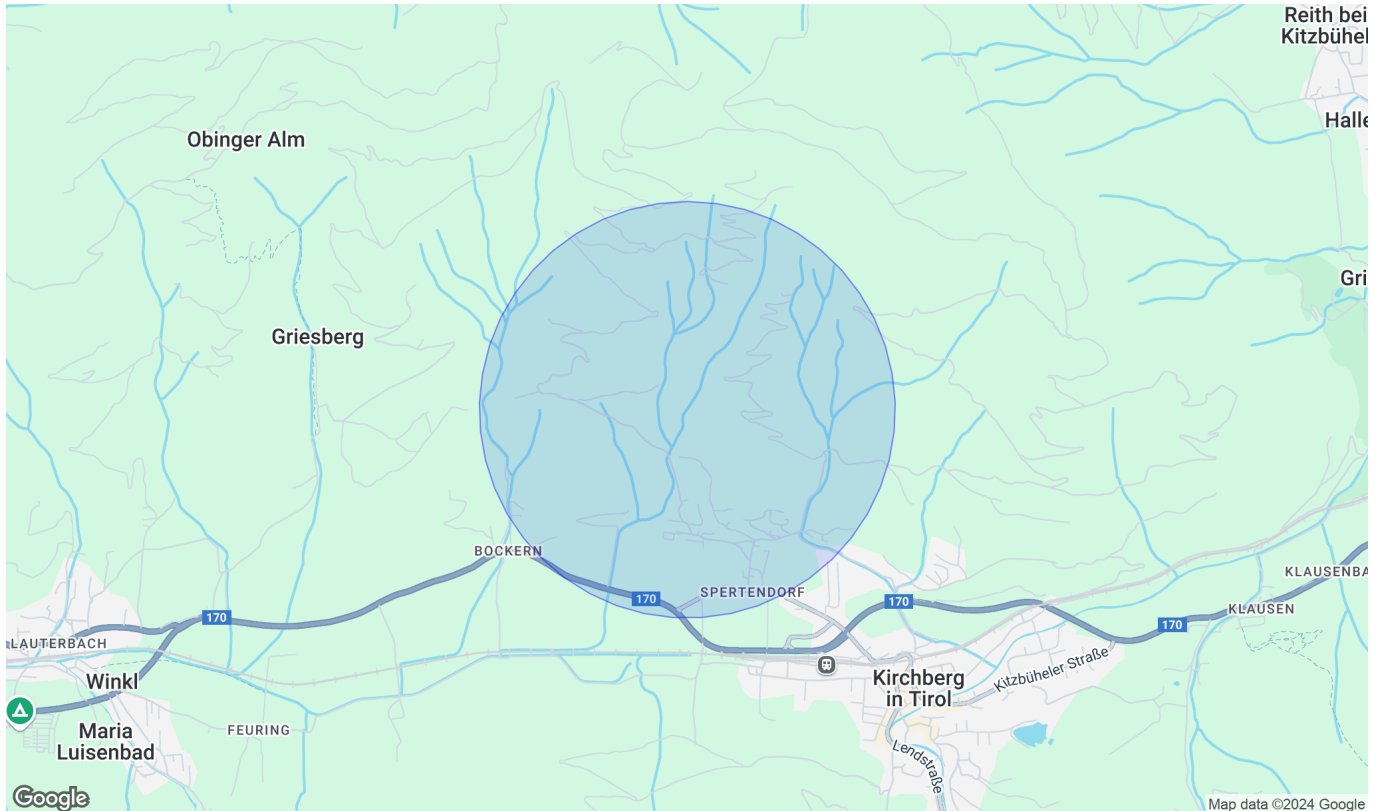 Reith bei
Kitzbühel
Halle
Obinger Alm
Gri
Griesberg
BOCKERN
KLAUSENBA
SPERTENDORF
170
170
KLAUSEN
170
170
LAUTERBACH
Kitzbüheler Straße
Winkl
Kirchberg
in Tirol
Maria
Luisenbad
FEURING
Lendstraße
Google
Map data ©2024 Google